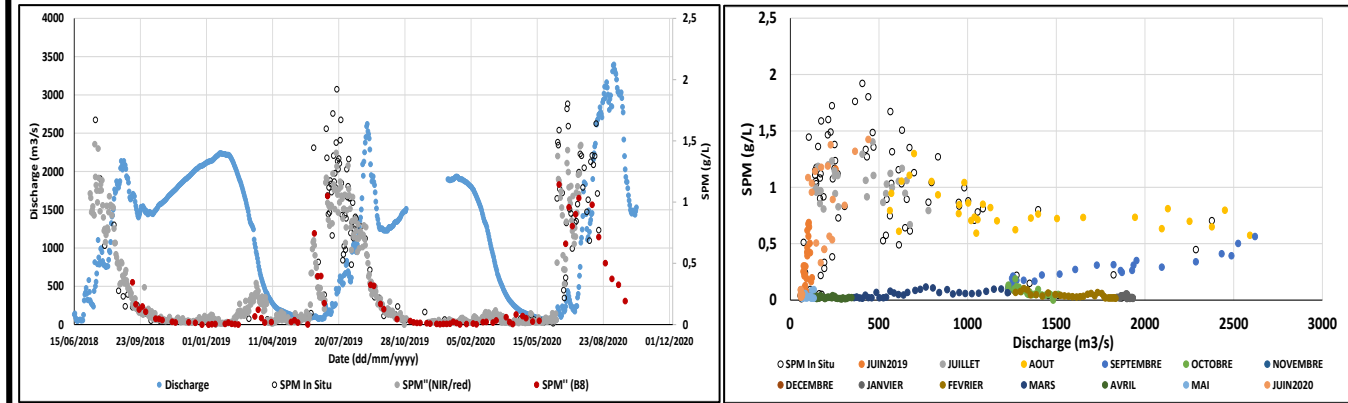 4000
3500
3000
2500
2000
1500
1000
500
0
Discharge (m3/s)
2,5
2
1,5
1
0,5
0
SPM (g/L)
15/06/2018 23/09/2018 01/01/2019 11/04/2019 20/07/2019 28/10/2019 05/02/2020 15/05/2020 23/08/2020 01/12/2020
Date (dd/mm/yyyy)
Discharge SPM In Situ SPM''(NIR/red) SPM'' (B8)
2,5
2
1,5
1
0,5
0
SPM (g/L)
0 500 1000 1500 2000 2500 3000
Discharge (m3/s)
SPM In Situ JUIN2019 JUILLET AOUT SEPTEMBRE OCTOBRE NOVEMBRE
DECEMBRE JANVIER FEVRIER MARS AVRIL MAI JUIN2020